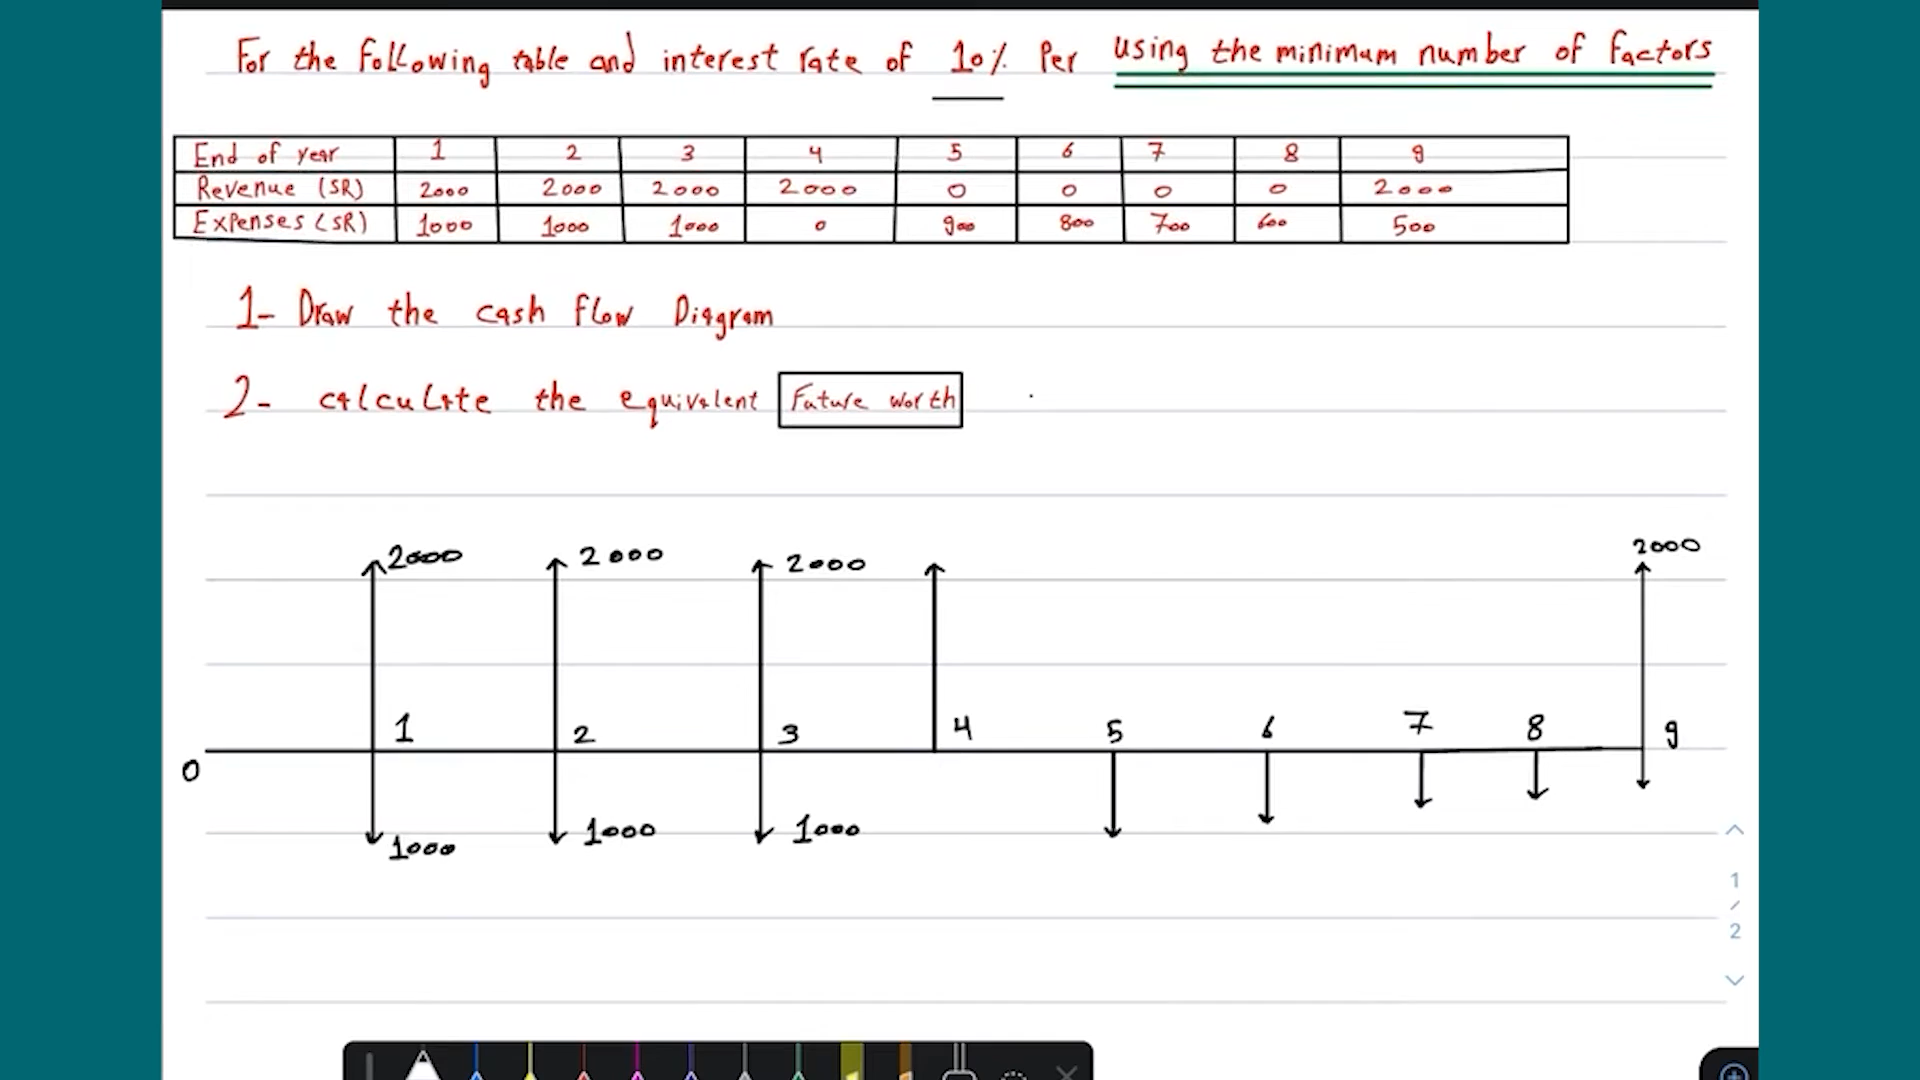 For the following table and interest rate of 10% Per using the minimum number of factors
End of year 1 2 3 4 5 6 7 8 9
Revenue (SR) 2000 2000 2000 2000 0 0 0 0 2000
Expenses (SR) 1000 1000 1000 0 900 800 700 600 500
1- Draw the cash flow Diagram
2- calculate the equivalent Future worth
2000 2000 2000 2000
0 1 2 3 4 5 6 7 8 9
1000 1000 1000
1
/
2